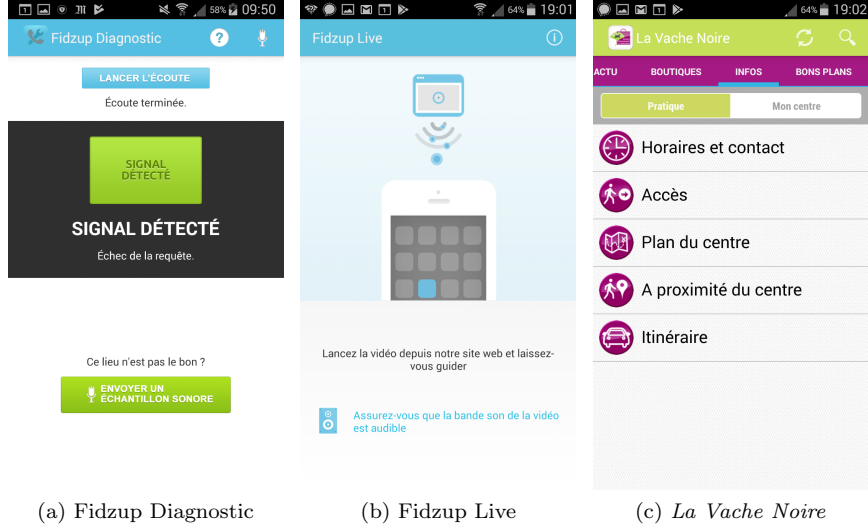 58% 09:50
Fidzup Diagnostic ?
LANCER L'ÉCOUTE
Écoute terminée.
SIGNAL
DÉTECTÉ
SIGNAL DÉTECTÉ
Échec de la requête.
Ce lieu n'est pas le bon ?
ENVOYER UN
ÉCHANTILLON SONORE
(a) Fidzup Diagnostic
64% 19:01
Fidzup Live
Lancez la vidéo depuis notre site web et laissez-
vous guider
Assurez-vous que la bande son de la vidéo
est audible
(b) Fidzup Live
64% 19:02
La Vache Noire
ACTU BOUTIQUES INFOS BONS PLANS
Pratique Mon centre
Horaires et contact
Accès
Plan du centre
A proximité du centre
Itinéraire
(c) La Vache Noire